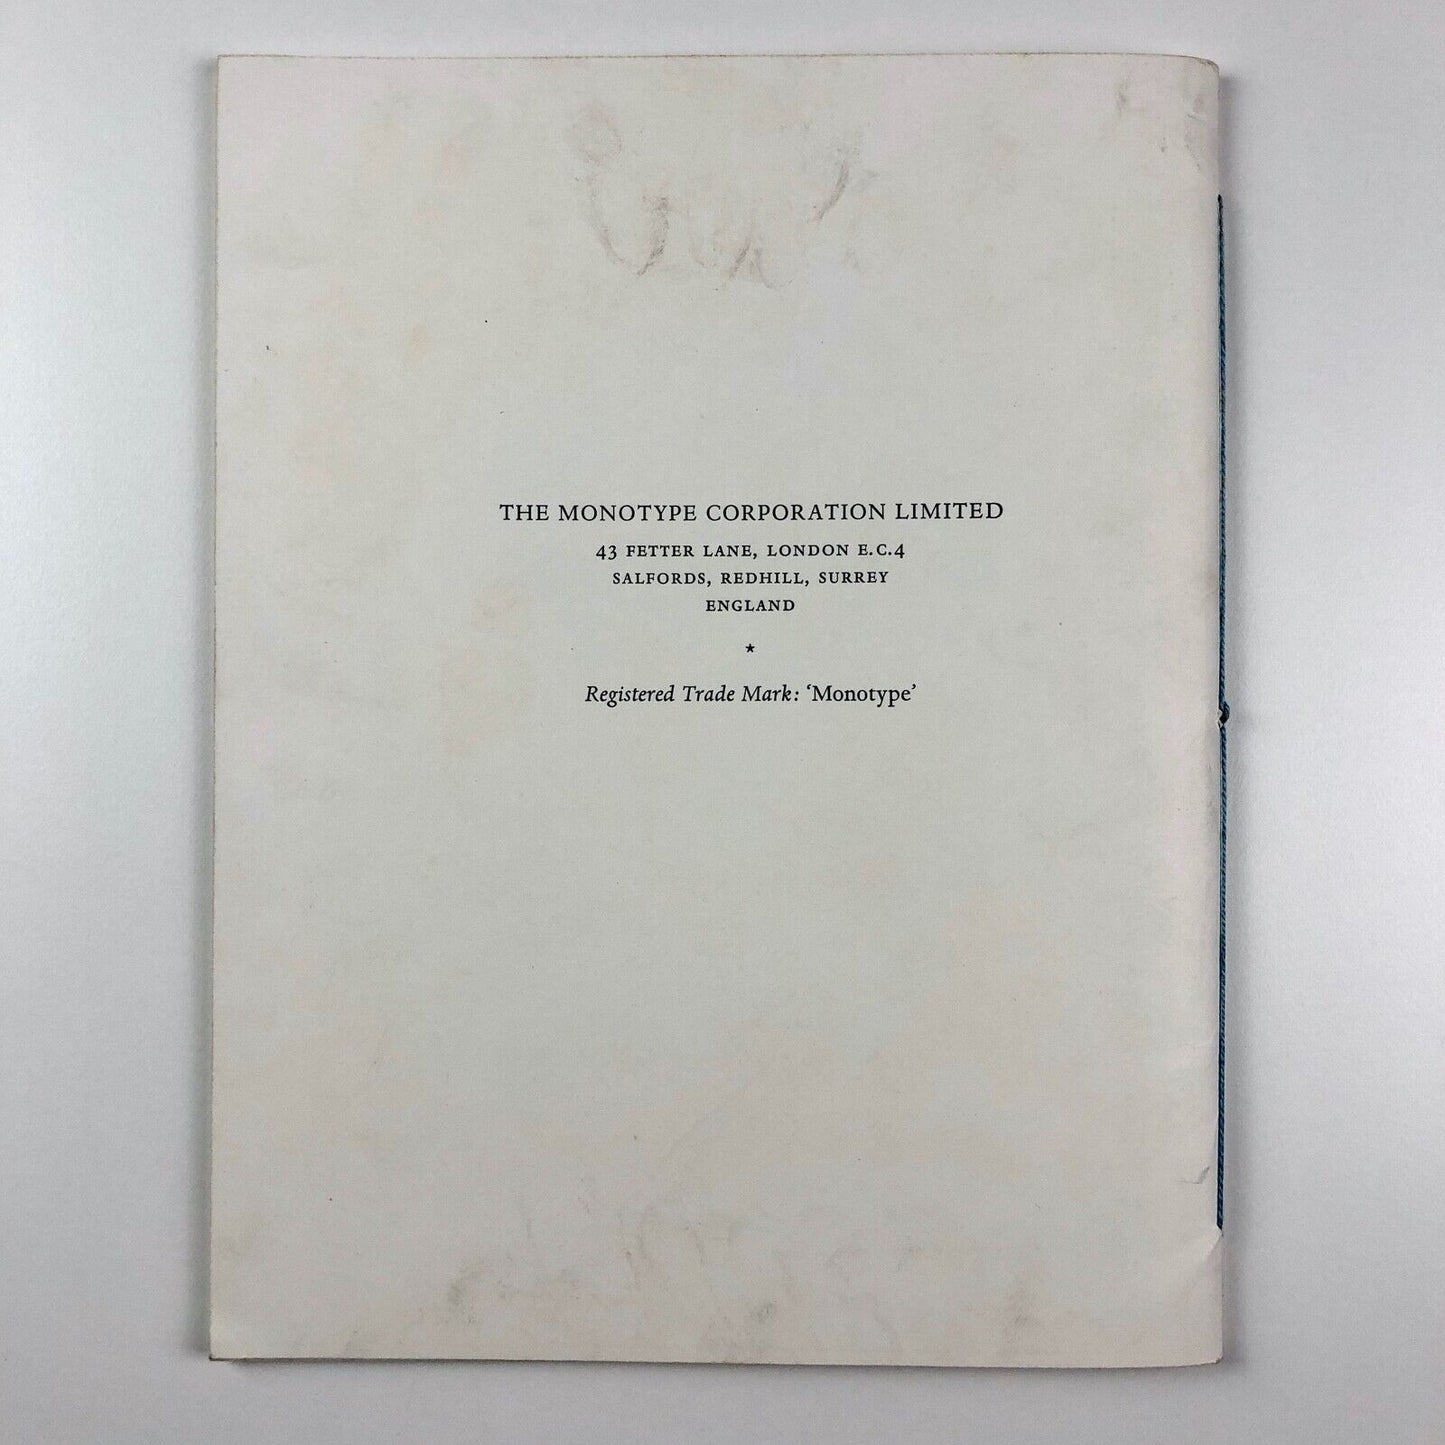 THE MONOTYPE CORPORATION LIMITED
43 FETTER LANE, LONDON E.C.4
SALFORDS, REDHILL, SURREY
ENGLAND
★
Registered Trade Mark: ‘Monotype’